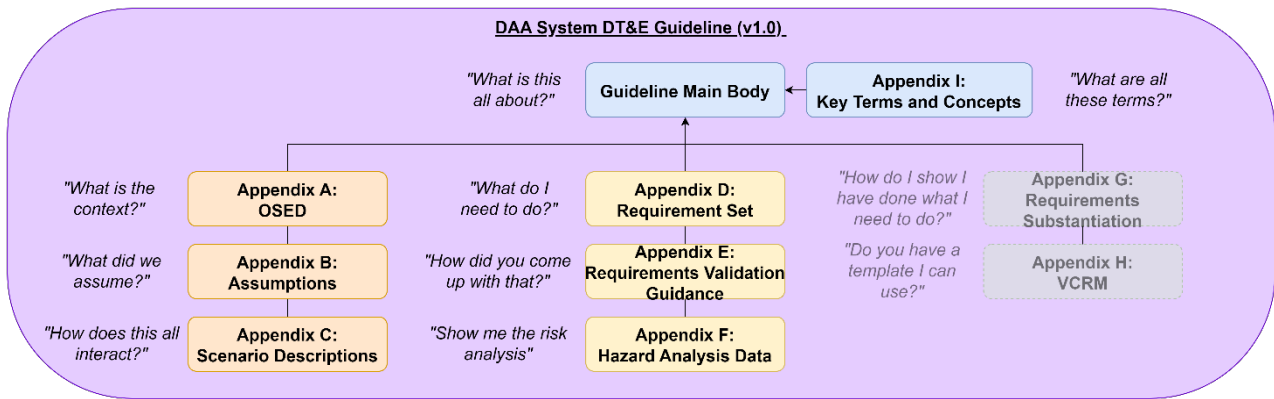 DAA System DT&E Guideline (v1.0)
"What is this
all about?"
Guideline Main Body
Appendix I:
Key Terms and Concepts
"What are all
these terms?"
"What is the
context?"
Appendix A:
OSED
"What did we
assume?"
Appendix B:
Assumptions
"How does this all
interact?"
Appendix C:
Scenario Descriptions
"What do I
need to do?"
Appendix D:
Requirement Set
"How did you come
up with that?"
Appendix E:
Requirements Validation
Guidance
"Show me the risk
analysis"
Appendix F:
Hazard Analysis Data
"How do I show I
have done what I
need to do?"
Appendix G:
Requirements
Substantiation
"Do you have a
template I can
use?"
Appendix H:
VCRM